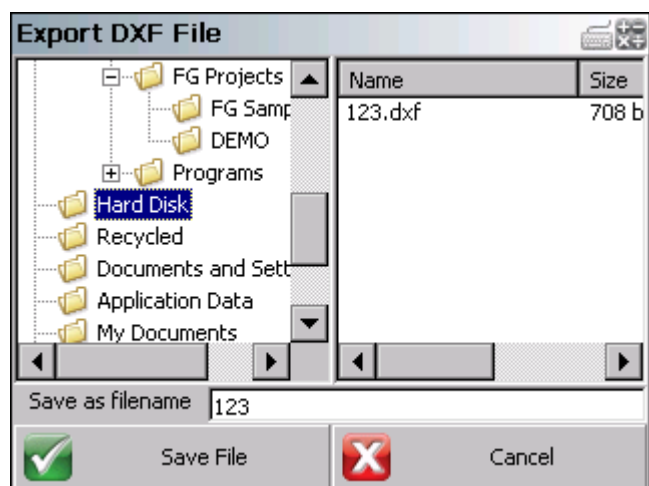 Export DXF File
FG Projects
FG Samp
DEMO
Programs
Hard Disk
Recycled
Documents and Sett
Application Data
My Documents
Name Size
123.dxf 708 b
Save as filename 123
Save File Cancel